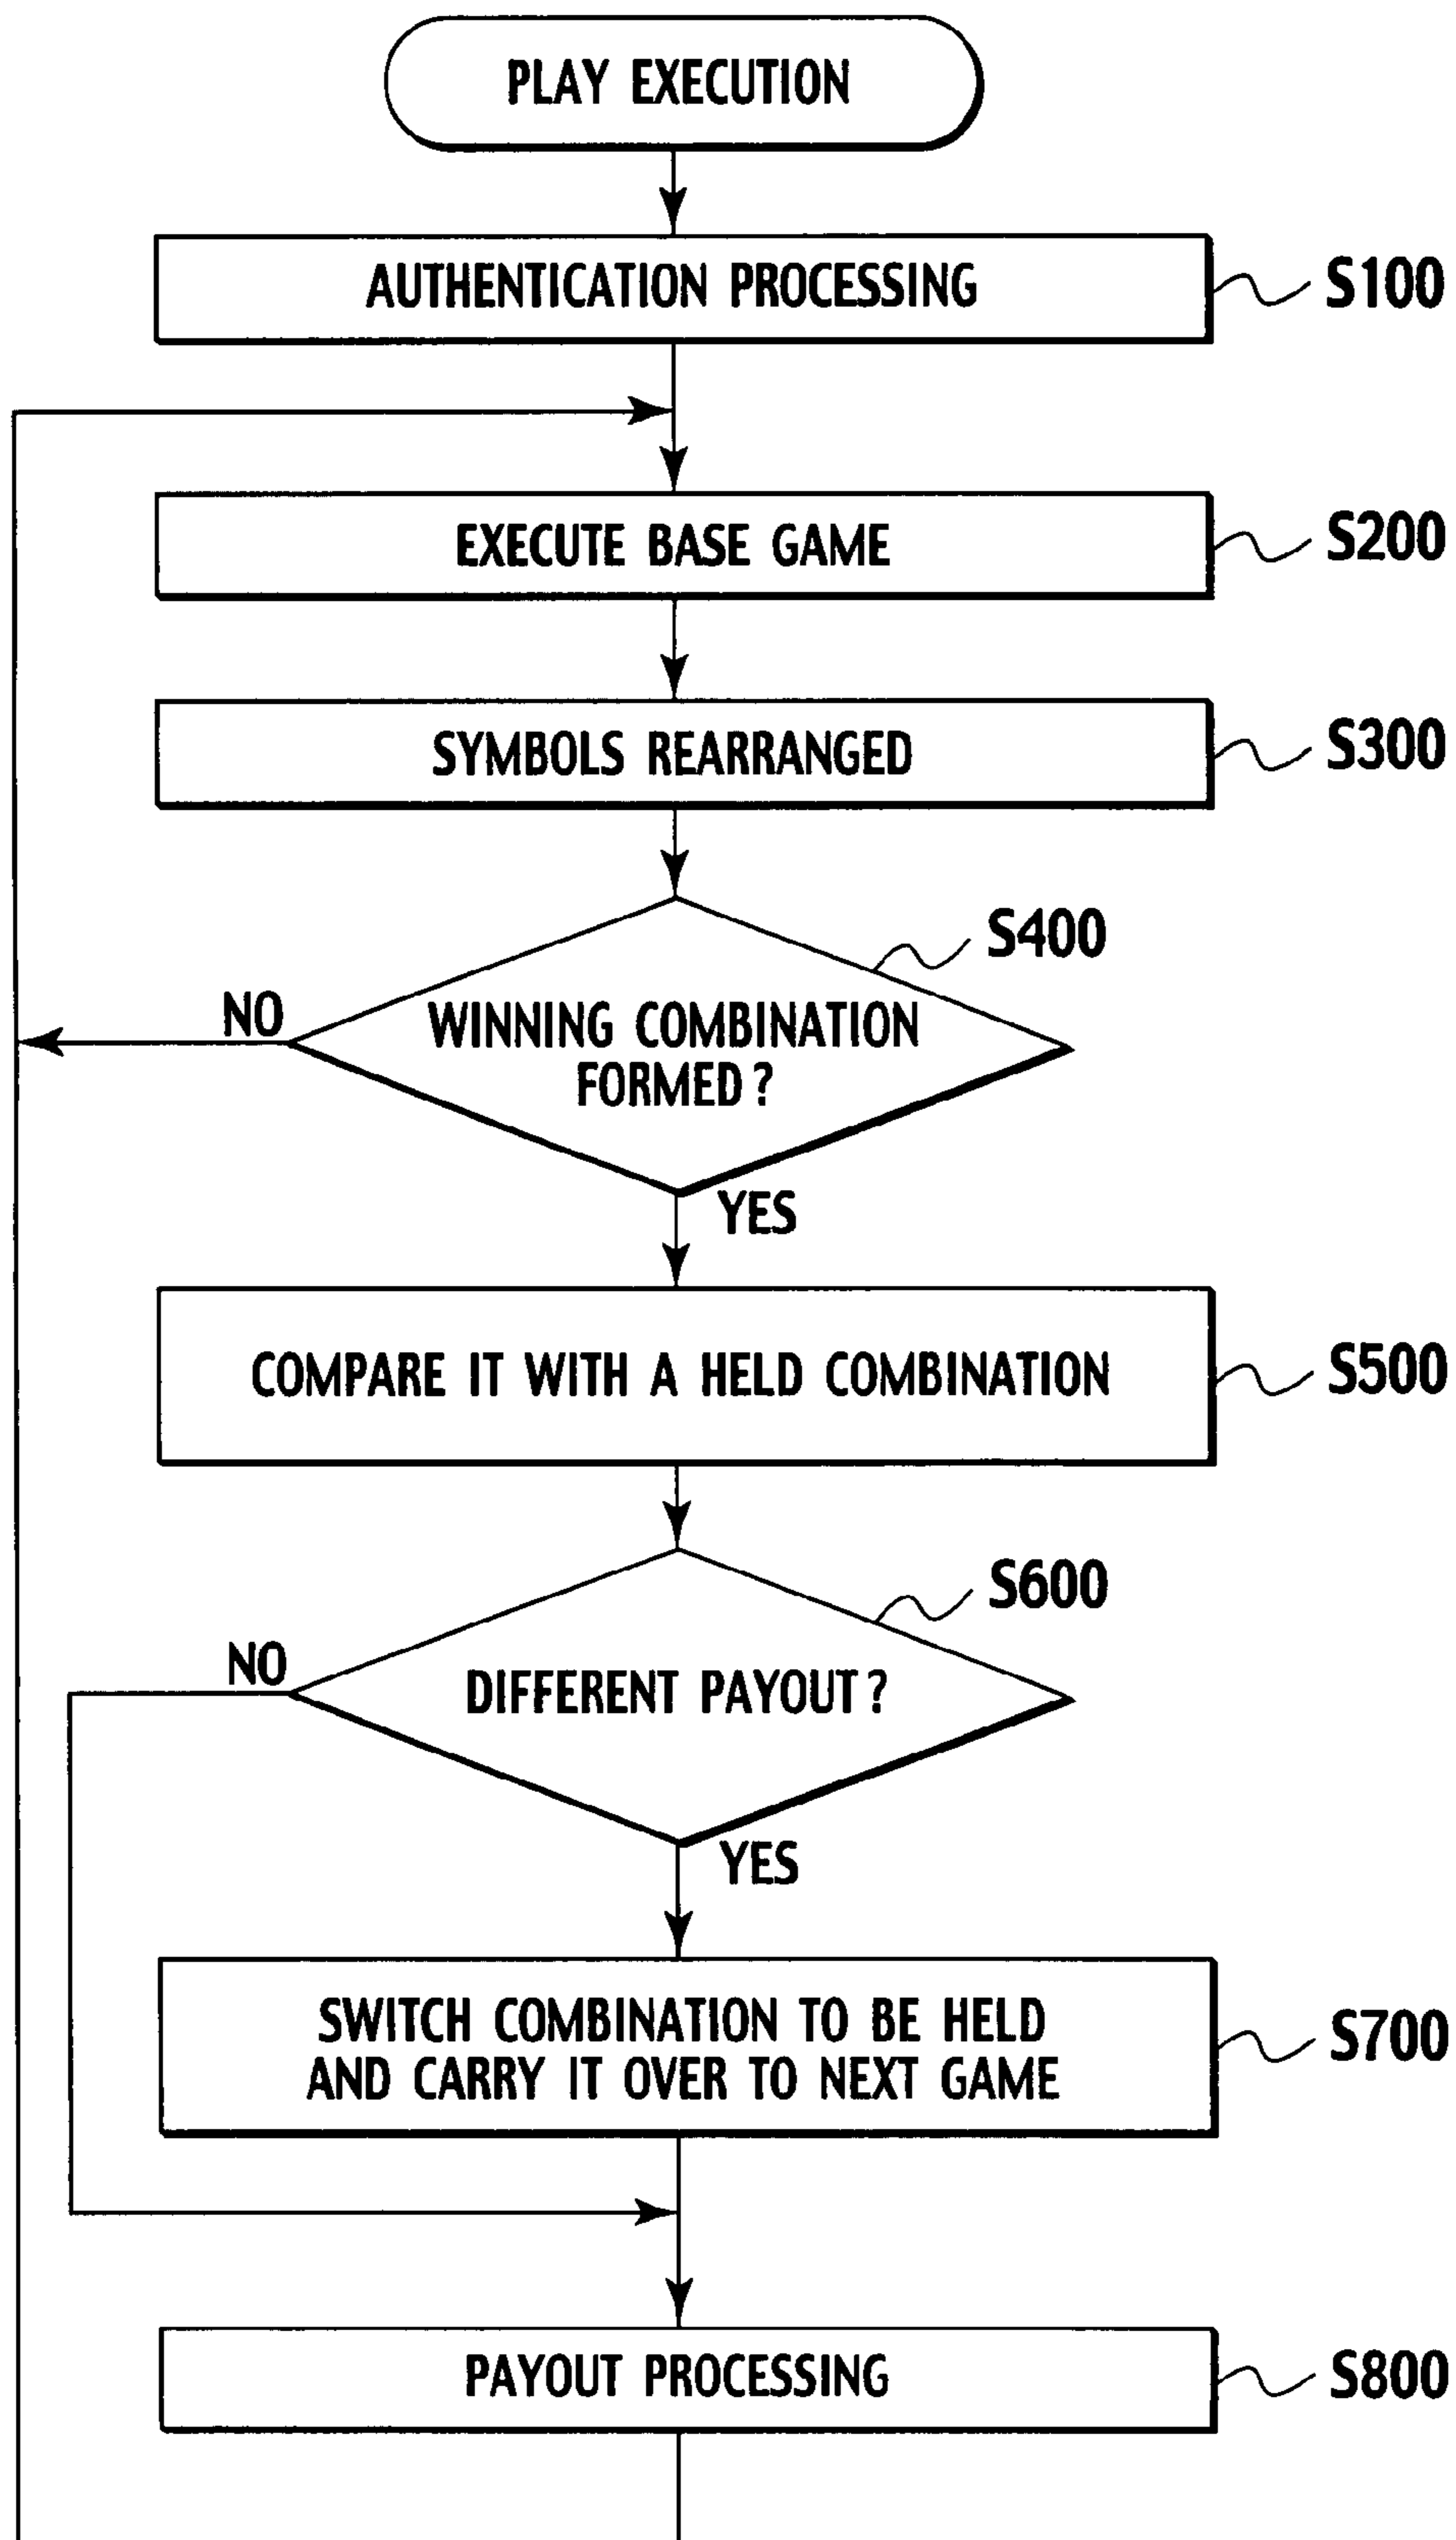 PLAY EXECUTION
AUTHENTICATION PROCESSING
S100
EXECUTE BASE GAME
S200
SYMBOLS REARRANGED
S300
S400
NO
WINNING COMBINATION
FORMED?
YES
COMPARE IT WITH A HELD COMBINATION
S500
S600
NO
DIFFERENT PAYOUT?
YES
SWITCH COMBINATION TO BE HELD
AND CARRY IT OVER TO NEXT GAME
S700
PAYOUT PROCESSING
S800